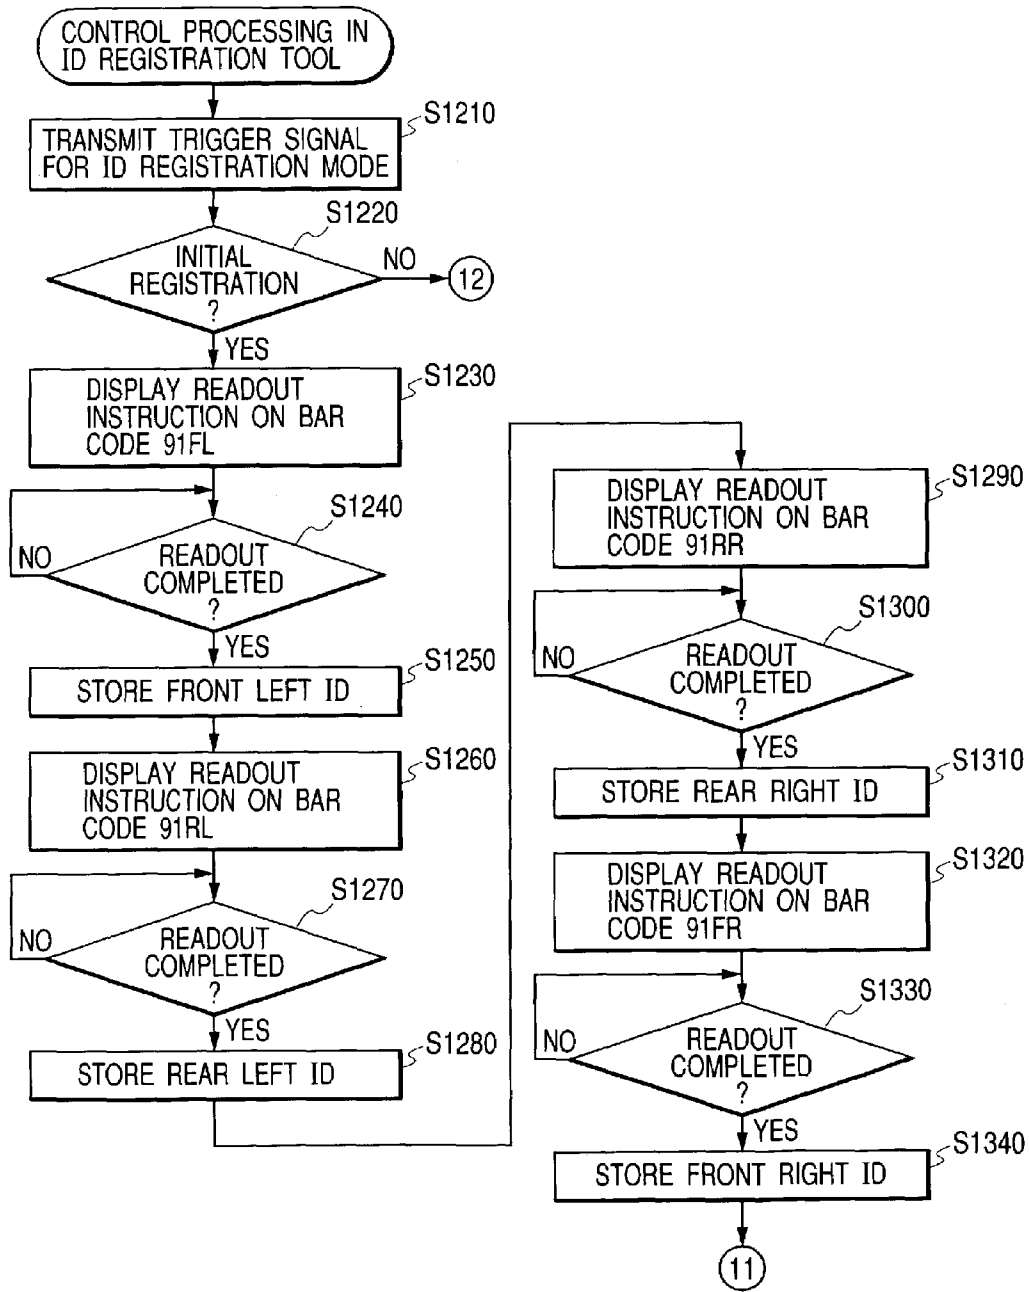 CONTROL PROCESSING IN
ID REGISTRATION TOOL
S1210
TRANSMIT TRIGGER SIGNAL
FOR ID REGISTRATION MODE
S1220
INITIAL
REGISTRATION
?
NO
12
YES
S1230
DISPLAY READOUT
INSTRUCTION ON BAR
CODE 91FL
S1240
READOUT
COMPLETED
?
NO
YES
S1250
STORE FRONT LEFT ID
S1260
DISPLAY READOUT
INSTRUCTION ON BAR
CODE 91RL
S1270
READOUT
COMPLETED
?
NO
YES
S1280
STORE REAR LEFT ID
S1290
DISPLAY READOUT
INSTRUCTION ON BAR
CODE 91RR
S1300
READOUT
COMPLETED
?
NO
YES
S1310
STORE REAR RIGHT ID
S1320
DISPLAY READOUT
INSTRUCTION ON BAR
CODE 91FR
S1330
READOUT
COMPLETED
?
NO
YES
S1340
STORE FRONT RIGHT ID
11